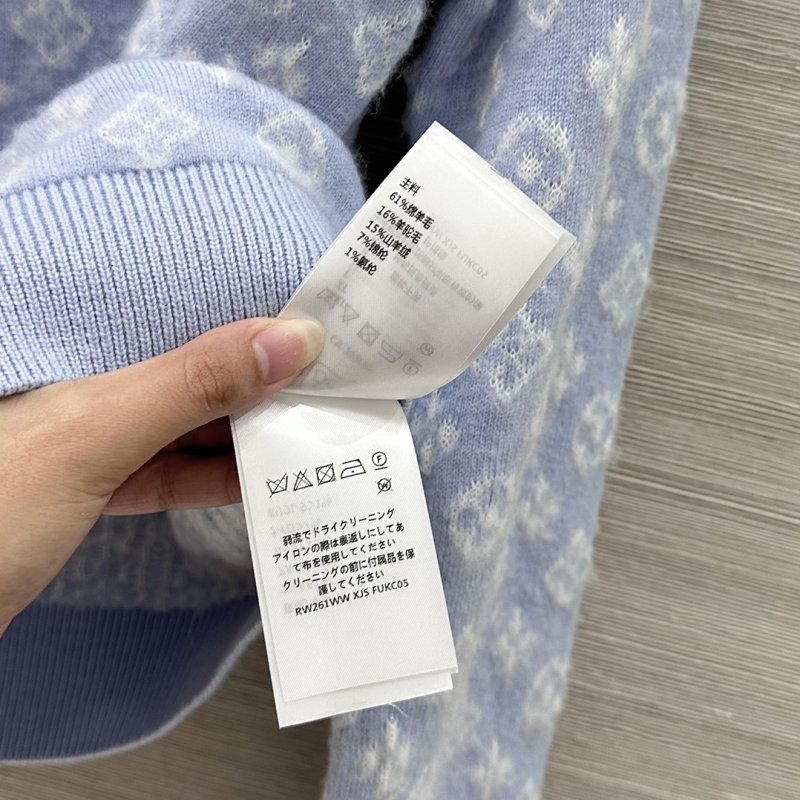 主料
61%绵羊毛
16%羊驼毛
15%山羊绒
7%锦纶
1%氨纶
F
W
弱流でドライクリーニング
アイロンの際は裏返しにしてあ
て布を使用してください
クリーニングの前に付属品を保
護してください
RW261WW XJS FUKC05